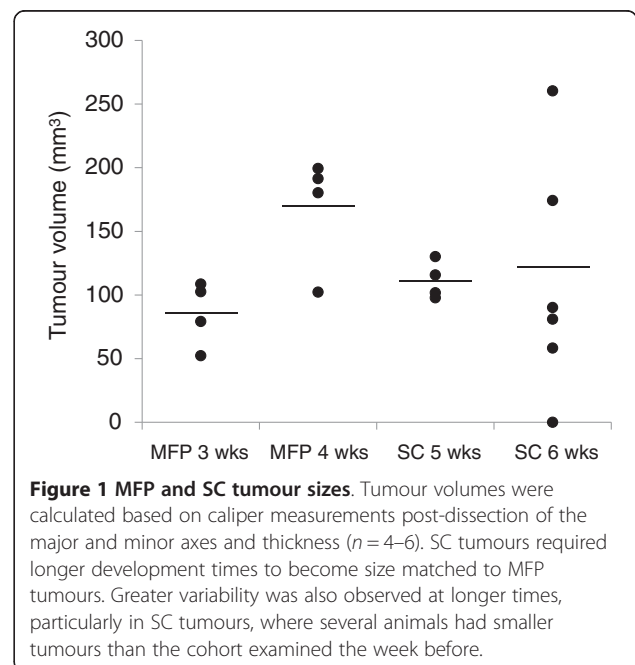 300
250
200
150
100
50
0
Tumour volume (mm³)
MFP 3 wks MFP 4 wks SC 5 wks SC 6 wks
Figure 1 MFP and SC tumour sizes. Tumour volumes were
calculated based on caliper measurements post-dissection of the
major and minor axes and thickness (n = 4–6). SC tumours required
longer development times to become size matched to MFP
tumours. Greater variability was also observed at longer times,
particularly in SC tumours, where several animals had smaller
tumours than the cohort examined the week before.